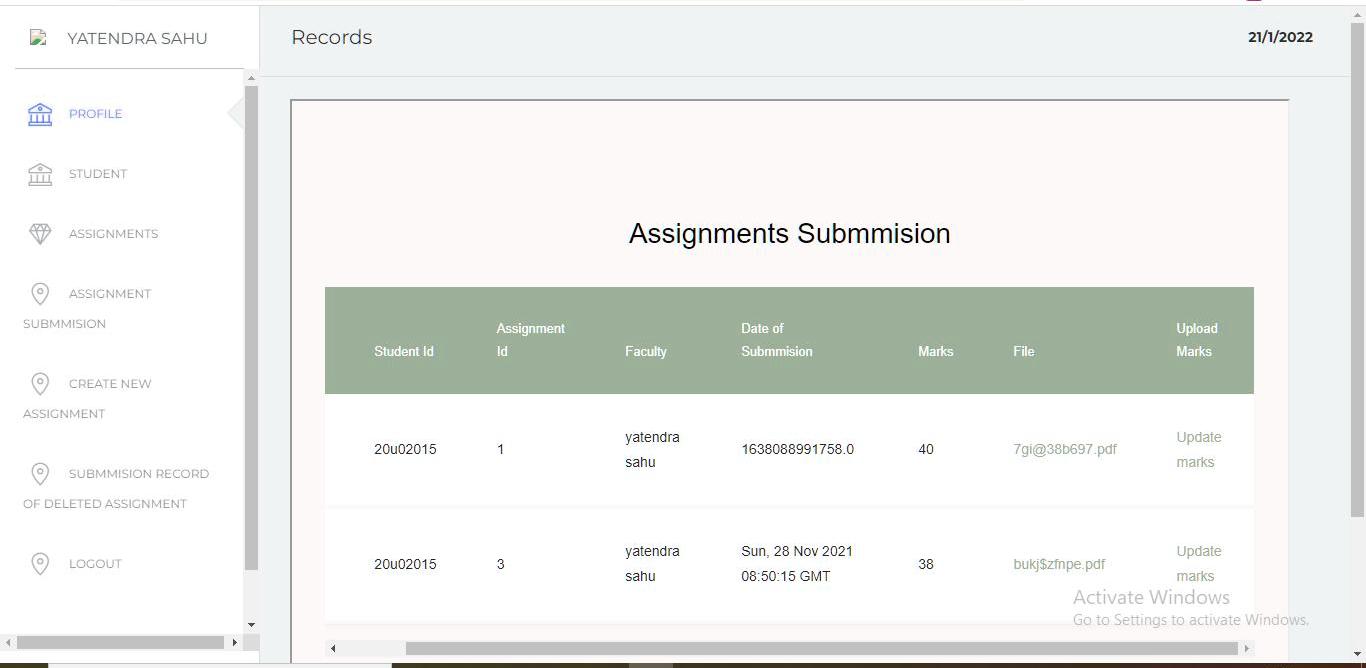 YATENDRA SAHU
PROFILE
STUDENT
ASSIGNMENTS
ASSIGNMENT
SUBMMISION
CREATE NEW
ASSIGNMENT
SUBMMISION RECORD
OF DELETED ASSIGNMENT
LOGOUT
Records
21/1/2022
Assignments Submmision
Student Id
Assignment
Id
Faculty
Date of
Submmision
Marks
File
Upload
Marks
20u02015
1
yatendra
sahu
1638088991758.0
40
7gi@38b697.pdf
Update
marks
20u02015
3
yatendra
sahu
Sun, 28 Nov 2021
08:50:15 GMT
38
bukj$zfnpe.pdf
Update
marks
Activate Windows
Go to Settings to activate Windows.